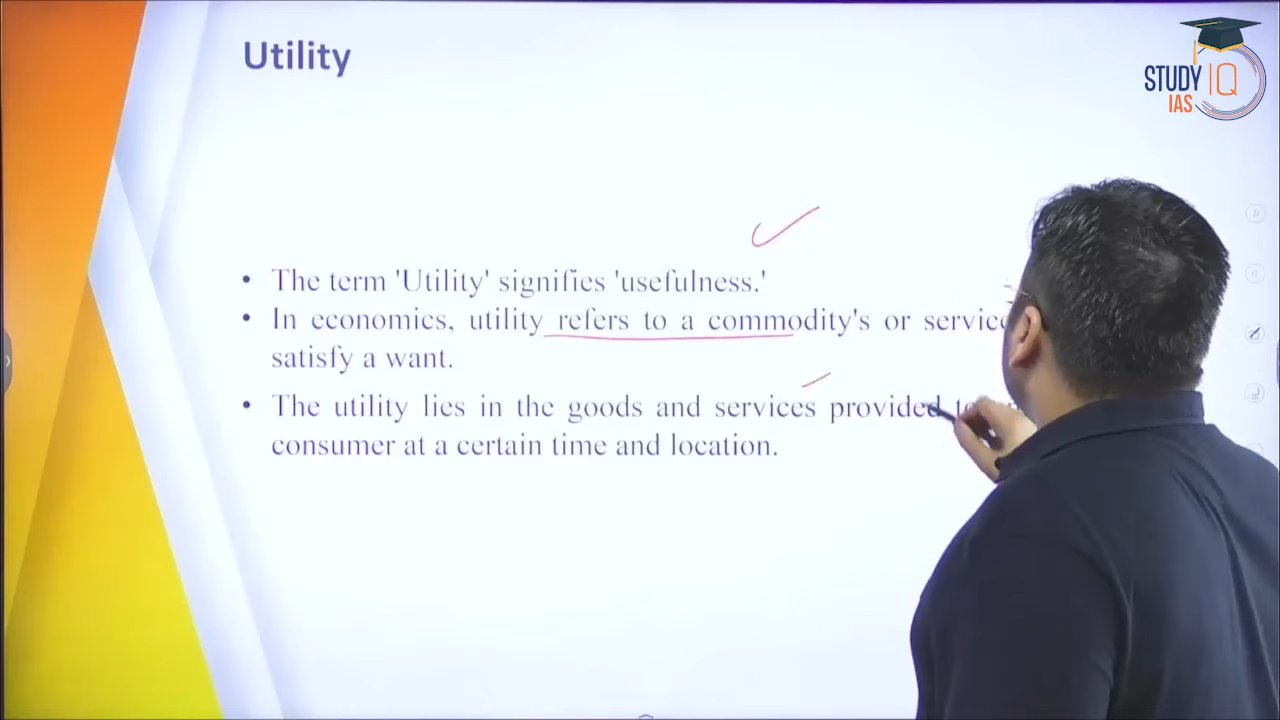 Utility
STUDY IQ
IAS
• The term 'Utility' signifies 'usefulness.'
• In economics, utility refers to a commodity's or
satisfy a want.
• The utility lies in the goods and services provided
consumer at a certain time and location.